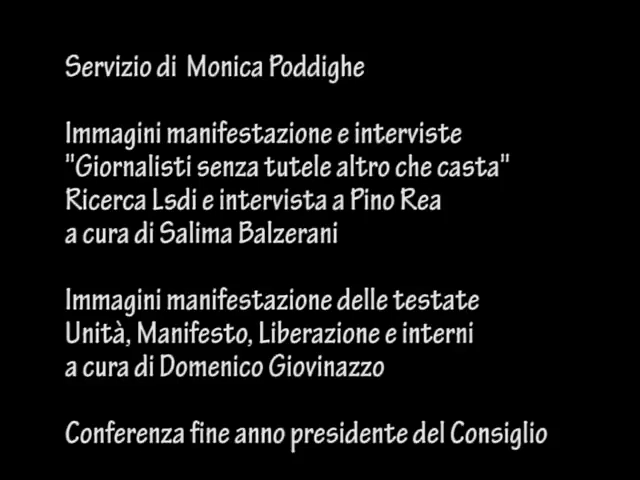 Servizio di Monica Poddighe
Immagini manifestazione e interviste
"Giornalisti senza tutele altro che casta"
Ricerca Lsdi e intervista a Pino Rea
a cura di Salima Balzerani
Immagini manifestazione delle testate
Unità, Manifesto, Liberazione e interni
a cura di Domenico Giovinazzo
Conferenza fine anno presidente del Consiglio